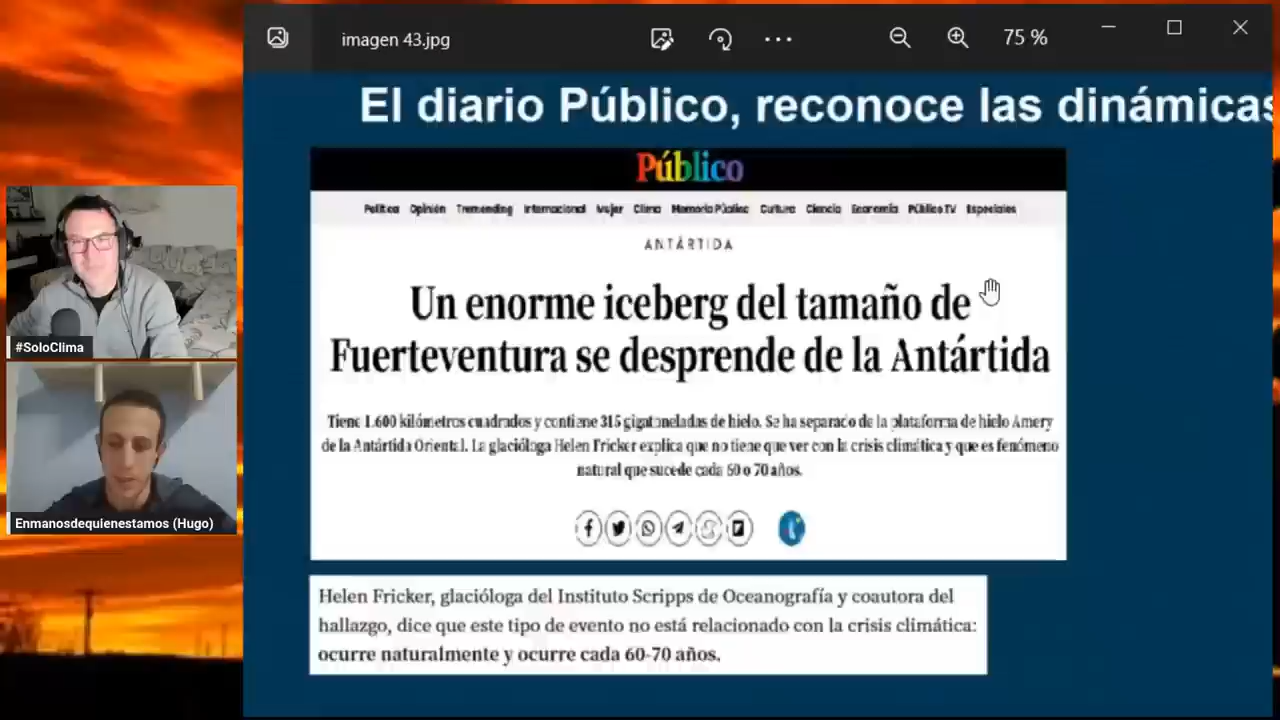 imagen 43.jpg
75 %
El diario Público, reconoce las dinámicas
Público
Política Opinión Tremending Internacional Mujer Clima Memoria Pública Cultura Ciencia Economía Público TV Especiales
ANTÁRTIDA
Un enorme iceberg del tamaño de
Fuerteventura se desprende de la Antártida
Tiene 1.600 kilómetros cuadrados y contiene 315 gigatoneladas de hielo. Se ha separado de la plataforma de hielo Amery
de la Antártida Oriental. La glacióloga Helen Fricker explica que no tiene que ver con la crisis climática y que es fenómeno
natural que sucede cada 60 o 70 años.
Helen Fricker, glacióloga del Instituto Scripps de Oceanografía y coautora del
hallazgo, dice que este tipo de evento no está relacionado con la crisis climática:
ocurre naturalmente y ocurre cada 60-70 años.
#SoloClima
Enmanosdequienestamos (Hugo)